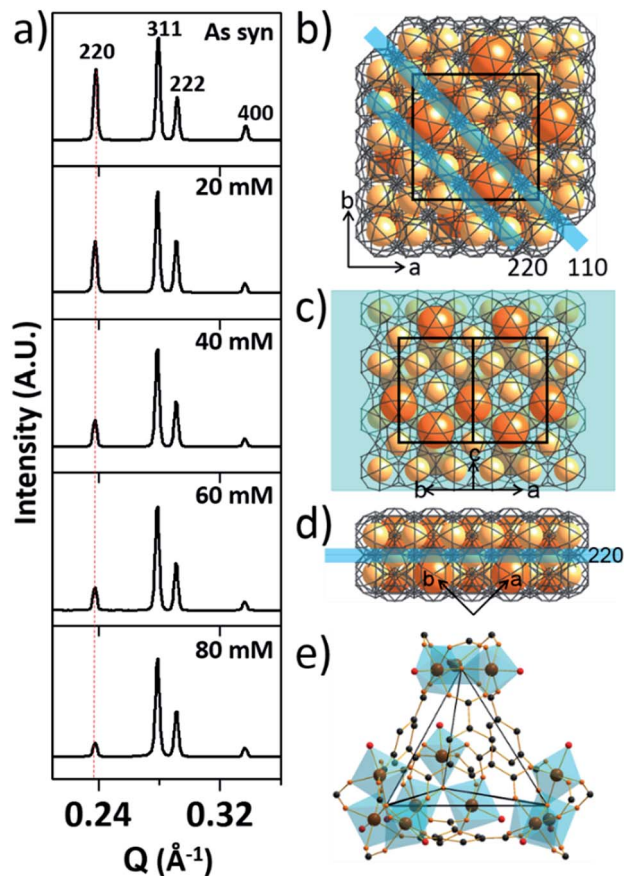 a)
As syn
220
311
222
400
20 mM
40 mM
60 mM
80 mM
Intensity (A.U.)
0.24 0.32
Q (Å-1)
b)
b
a
220 110
c)
c
b a
d)
220
b a
e)